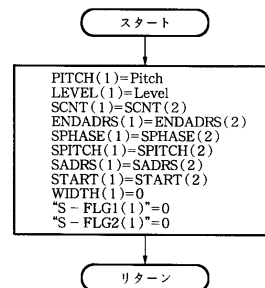 スタート
PITCH(1)=Pitch
LEVEL(1)=Level
SCNT(1)=SCNT(2)
ENDADRS(1)=ENDADRS(2)
SPHASE(1)=SPHASE(2)
SPITCH(1)=SPITCH(2)
SADRS(1)=SADRS(2)
START(1)=START(2)
WIDTH(1)=0
“S－FLG1(1)”=0
“S－FLG2(1)”=0
リターン